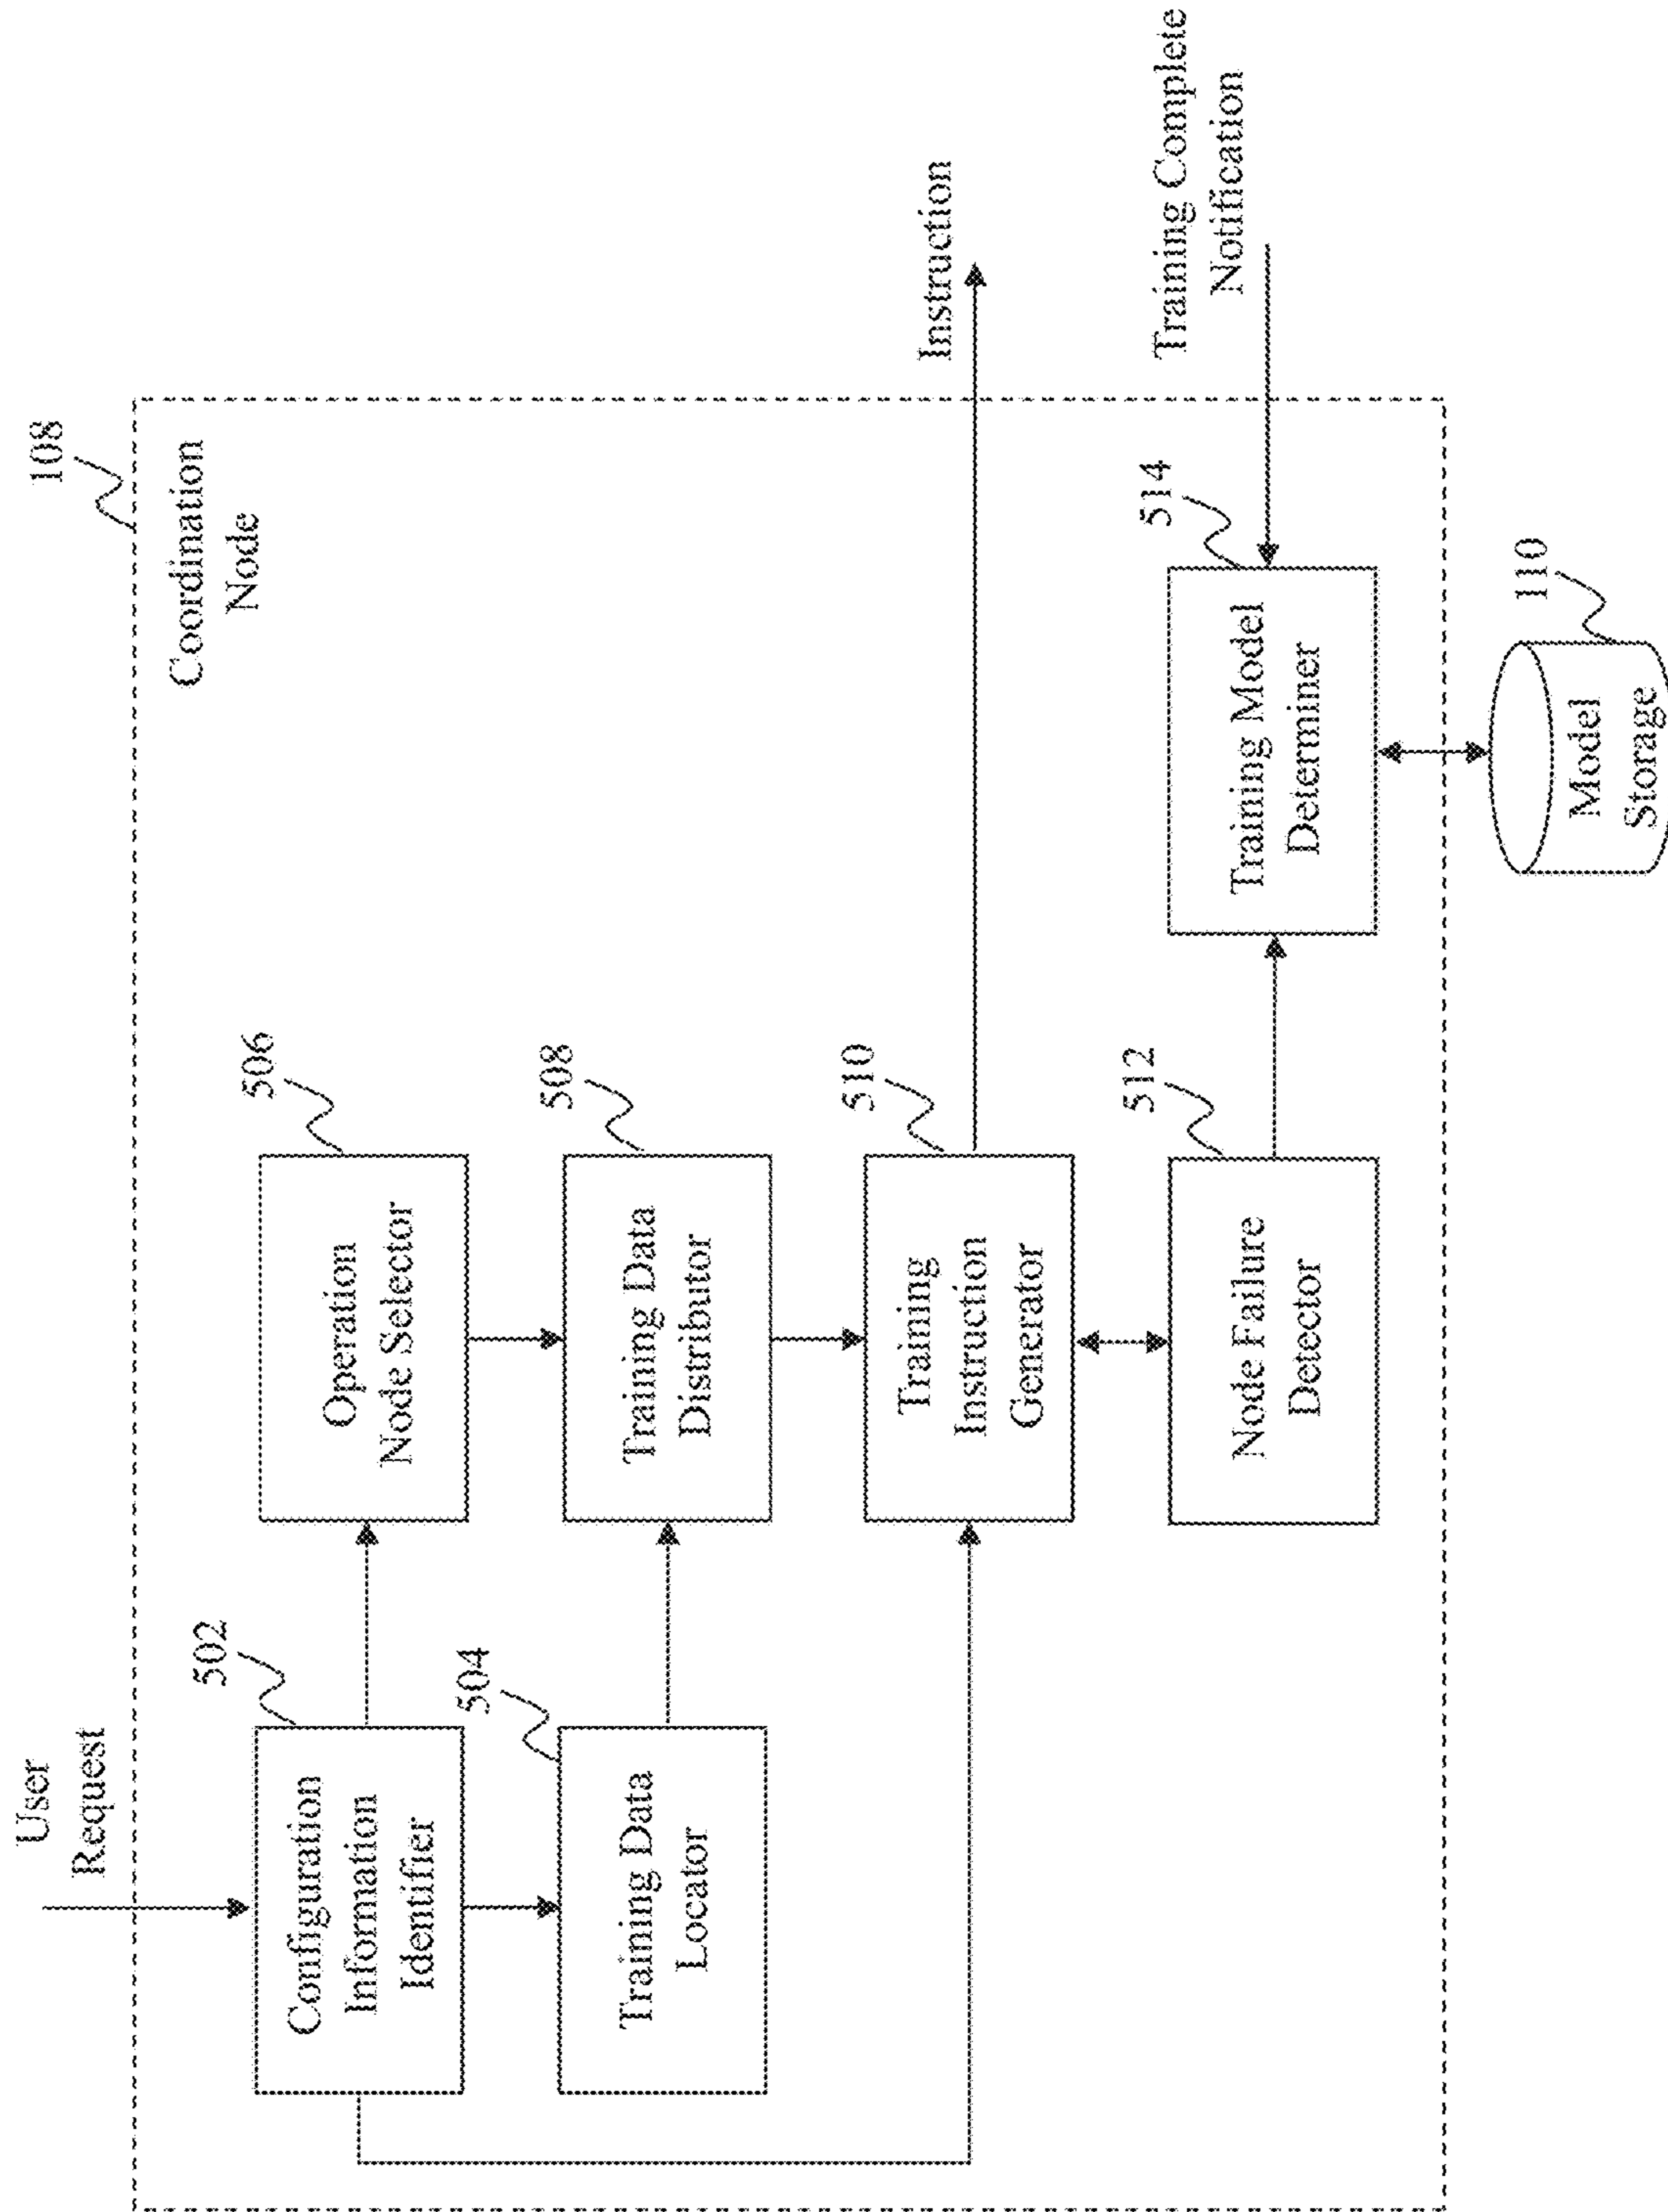 User
Request
108
Coordination
Node
502
Configuration
Information
Identifier
506
Operation
Node Selector
504
Training Data
Locator
508
Training Data
Distributor
510
Training
Instruction
Generator
Instruction
512
Node Failure
Detector
514
Training Model
Determiner
Training Complete
Notification
110
Model
Storage